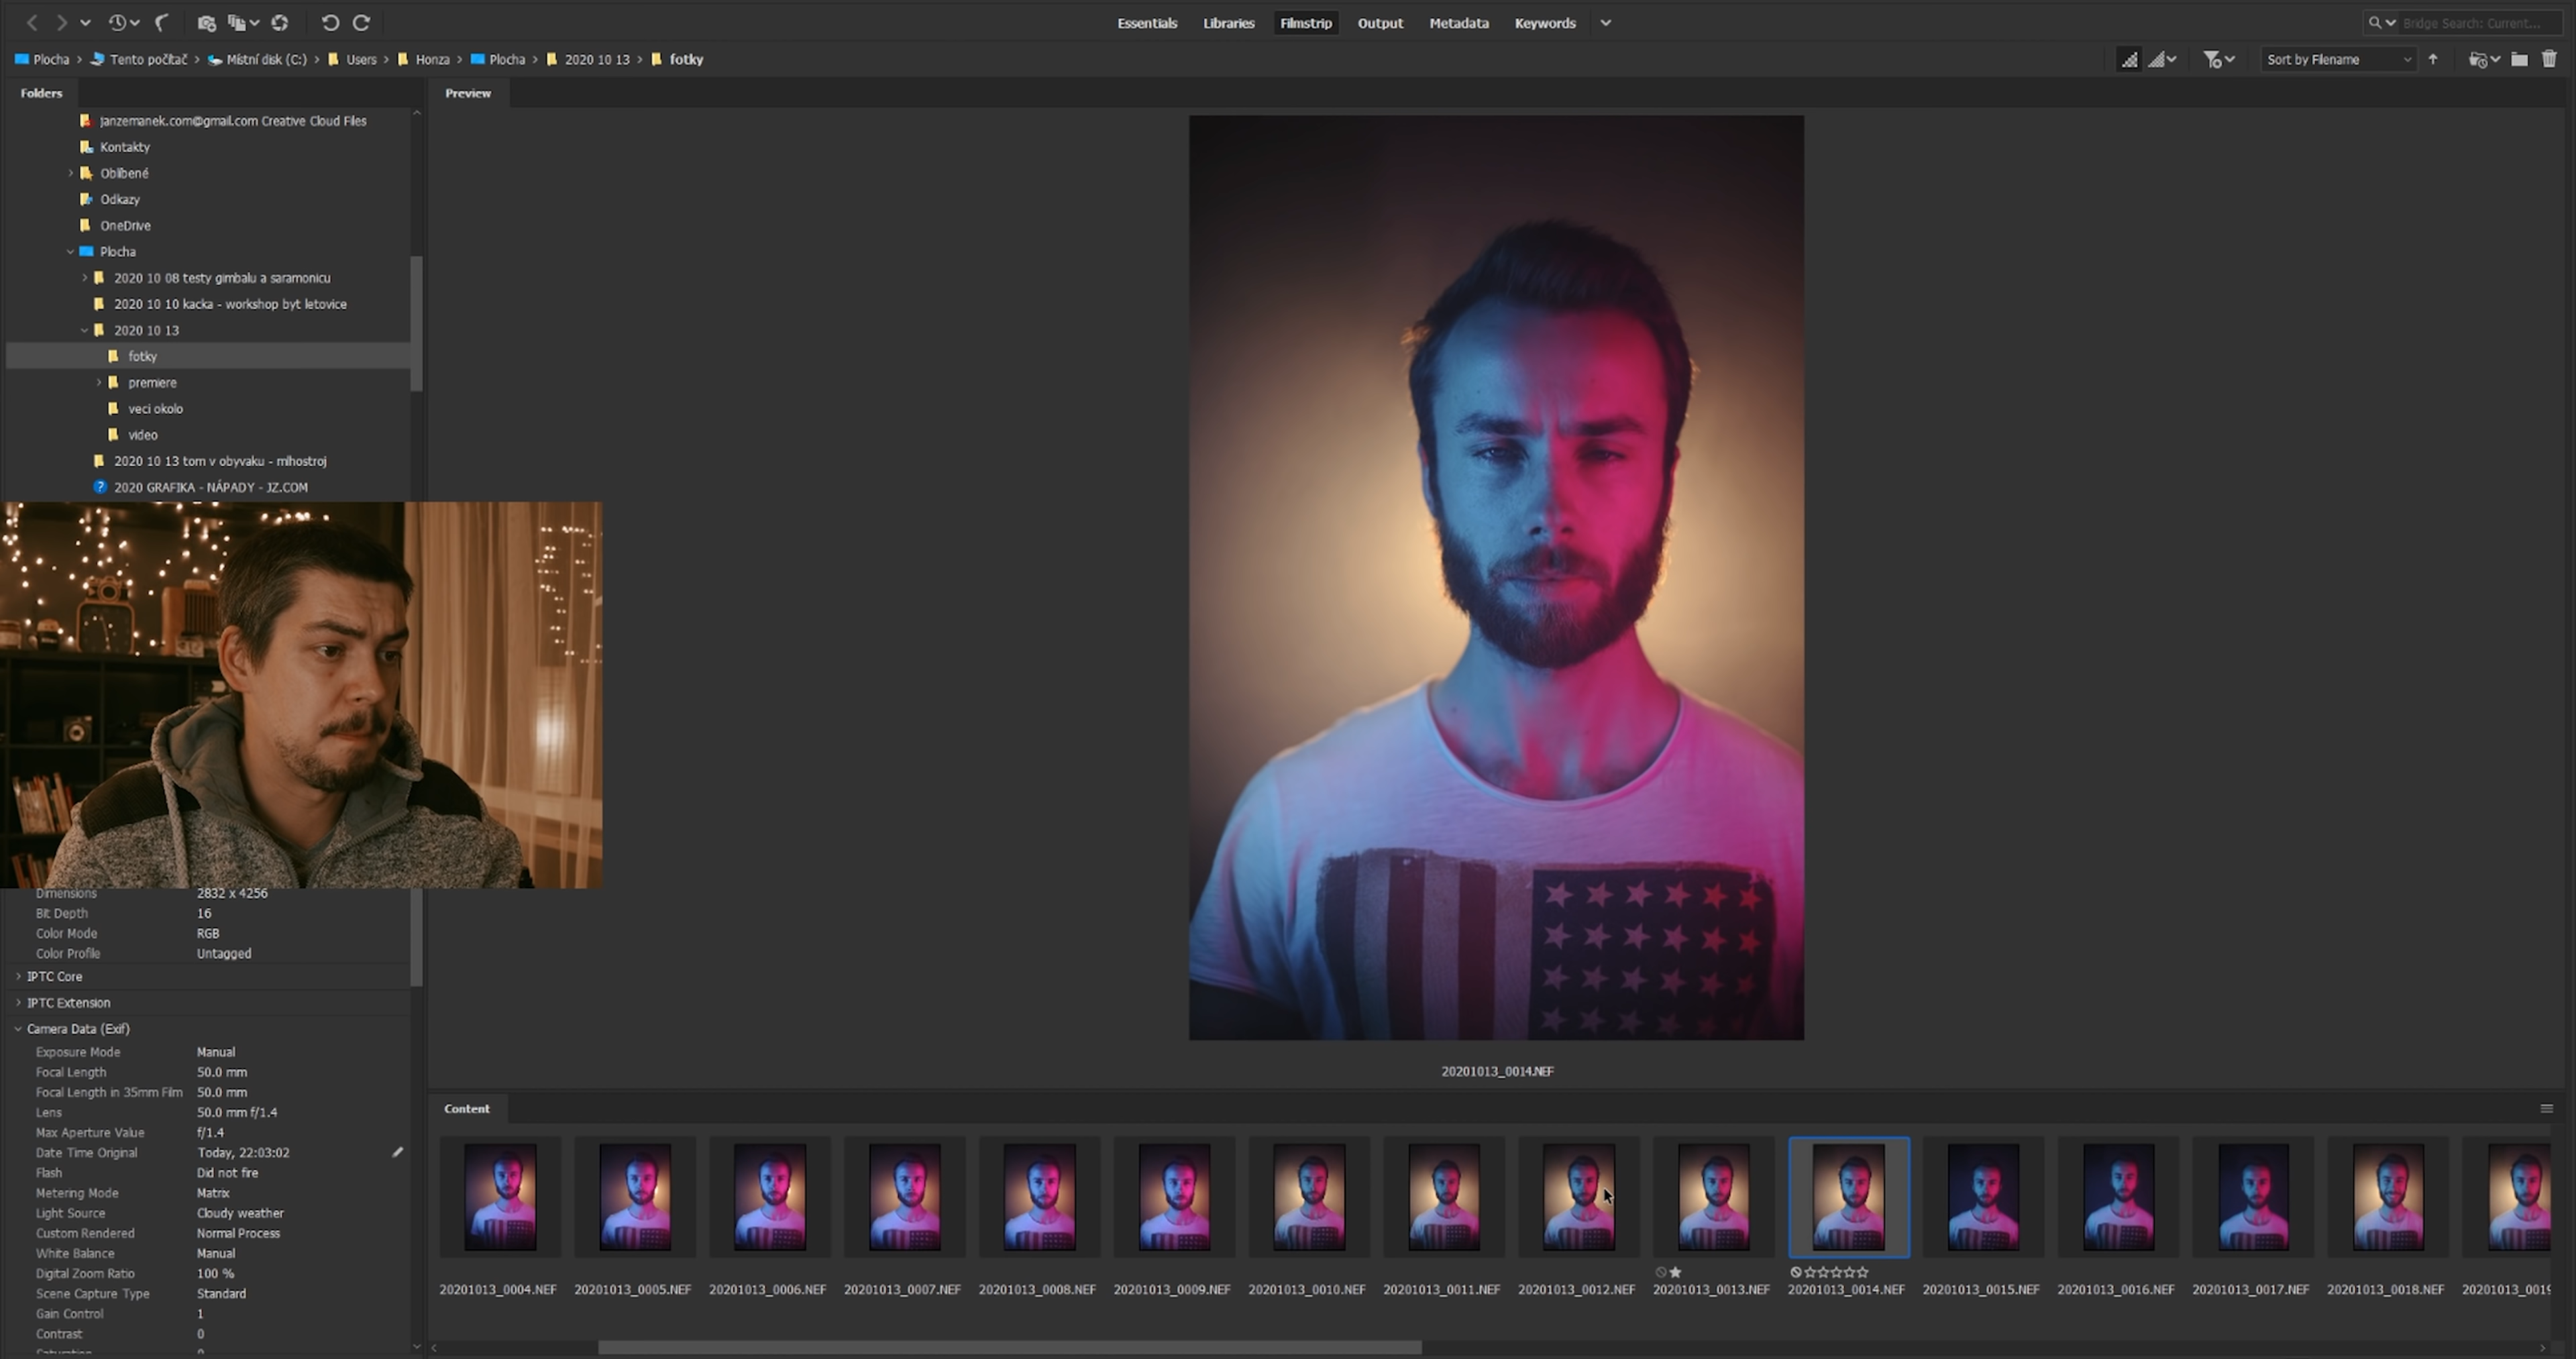 Essentials Libraries Filmstrip Output Metadata Keywords
Bridge Search: Current...
Plocha Tento počítač Místní disk (C:) Users Honza Plocha 2020 10 13 fotky
Sort by Filename
Folders
janzemanek.com@gmail.com Creative Cloud Files
Kontakty
Oblíbené
Odkazy
OneDrive
Plocha
2020 10 08 testy gimbalu a saramonicu
2020 10 10 kacka - workshop byt letovice
2020 10 13
fotky
premiere
veci okolo
video
2020 10 13 tom v obyvaku - mlhostroj
2020 GRAFIKA - NÁPADY - JZ.COM
Dimensions 2832 x 4256
Bit Depth 16
Color Mode RGB
Color Profile Untagged
IPTC Core
IPTC Extension
Camera Data (Exif)
Exposure Mode Manual
Focal Length 50.0 mm
Focal Length in 35mm Film 50.0 mm
Lens 50.0 mm f/1.4
Max Aperture Value f/1.4
Date Time Original Today, 22:03:02
Flash Did not fire
Metering Mode Matrix
Light Source Cloudy weather
Custom Rendered Normal Process
White Balance Manual
Digital Zoom Ratio 100 %
Scene Capture Type Standard
Gain Control 1
Contrast 0
Preview
20201013_0014.NEF
Content
20201013_0004.NEF 20201013_0005.NEF 20201013_0006.NEF 20201013_0007.NEF 20201013_0008.NEF 20201013_0009.NEF 20201013_0010.NEF 20201013_0011.NEF 20201013_0012.NEF 20201013_0013.NEF 20201013_0014.NEF 20201013_0015.NEF 20201013_0016.NEF 20201013_0017.NEF 20201013_0018.NEF 20201013_0019